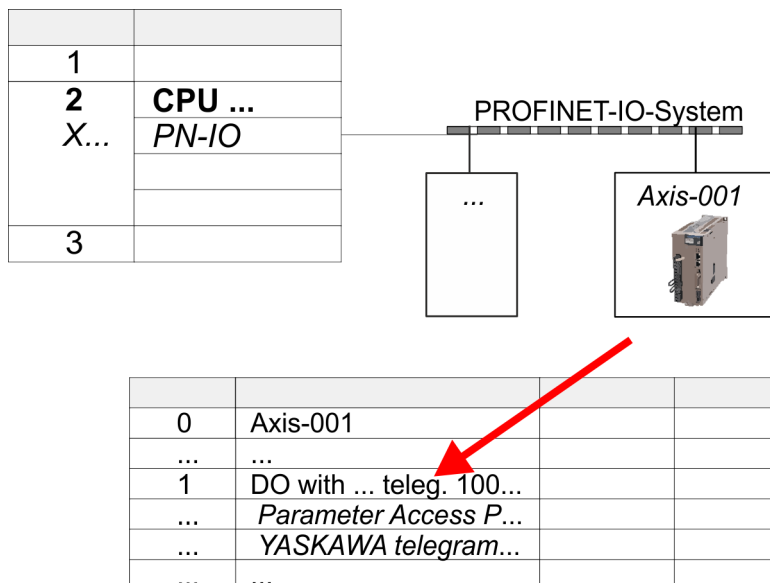 1
2 CPU ...
X... PN-IO
3
PROFINET-IO-System
...
Axis-001
0 Axis-001
... ...
1 DO with ... teleg. 100...
... Parameter Access P...
... YASKAWA telegram...
... ...